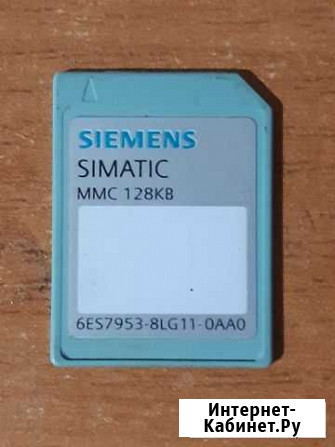 SIEMENS
SIMATIC
MMC 128KB
6ES7953-8LG11-0AA0
Интернет-
Кабинет.Ру